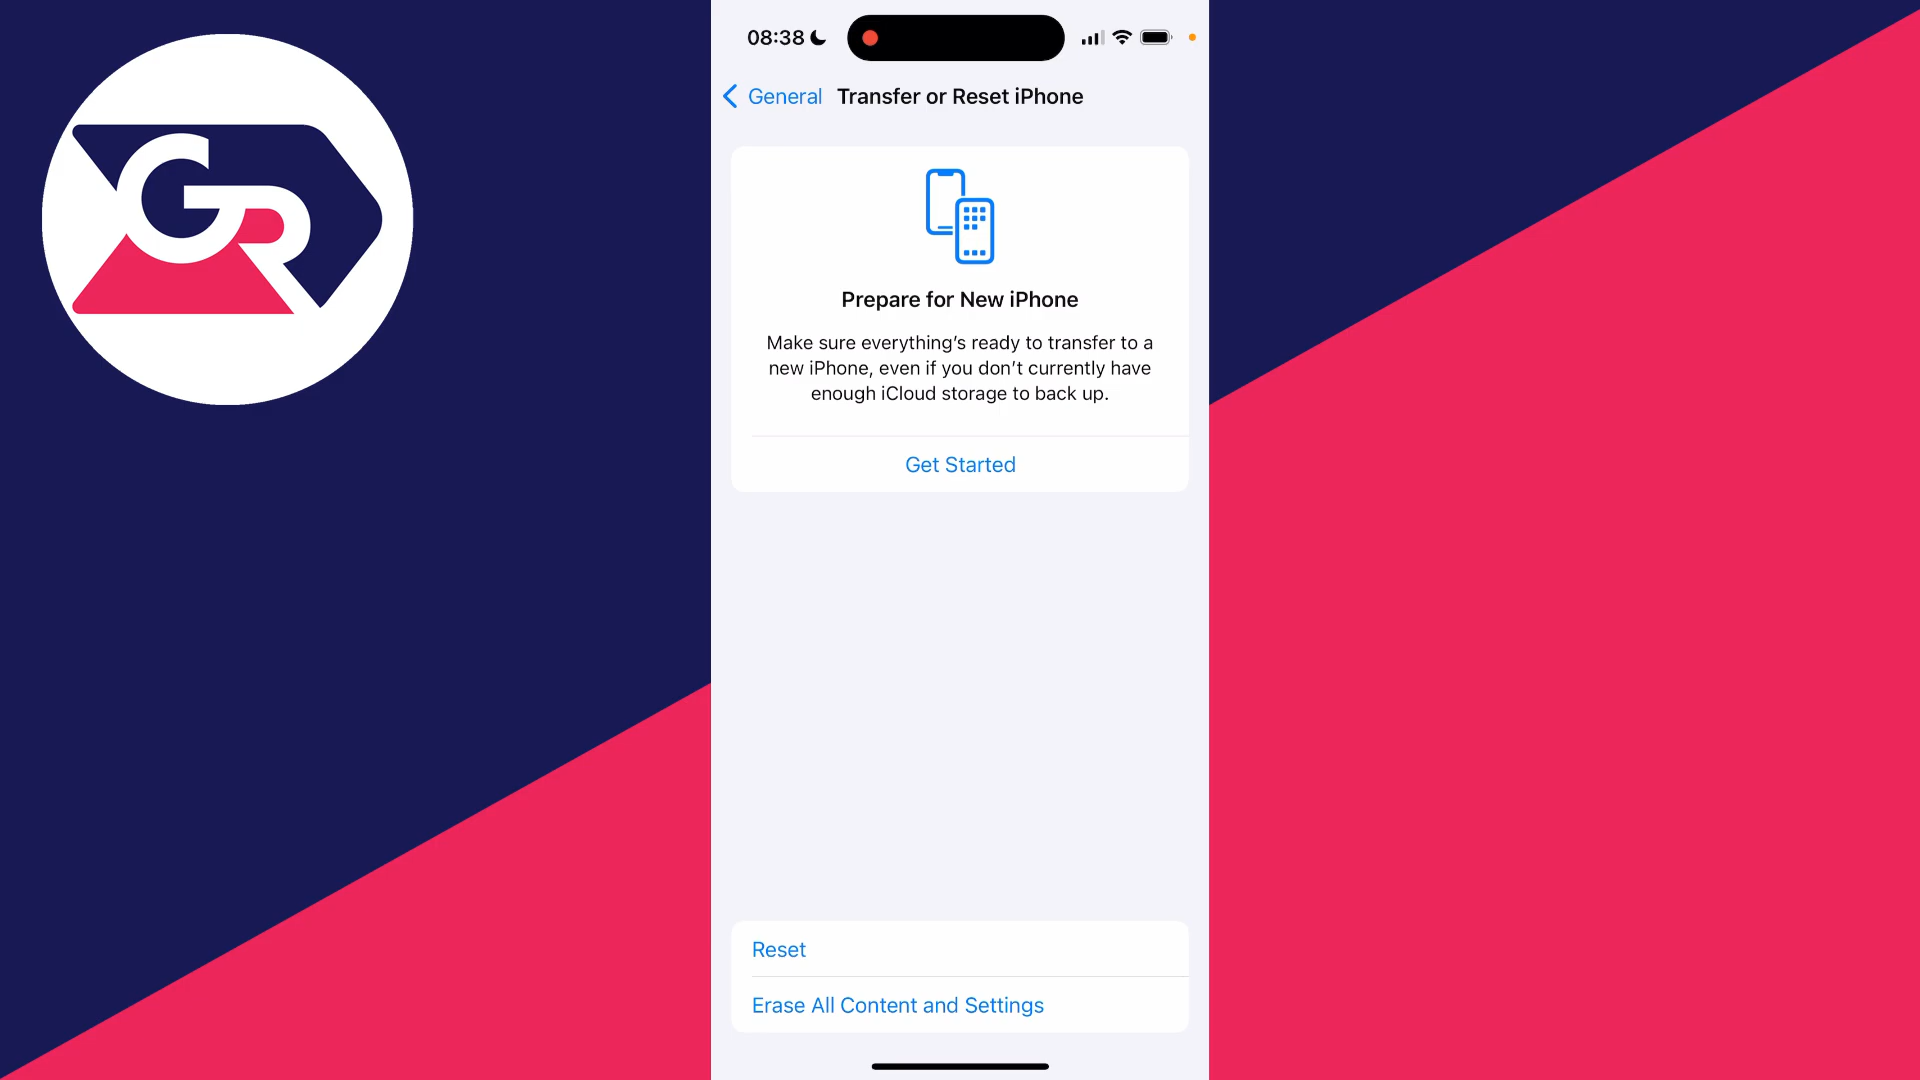 GR
08:38
General
Transfer or Reset iPhone
Prepare for New iPhone
Make sure everything’s ready to transfer to a
new iPhone, even if you don’t currently have
enough iCloud storage to back up.
Get Started
Reset
Erase All Content and Settings